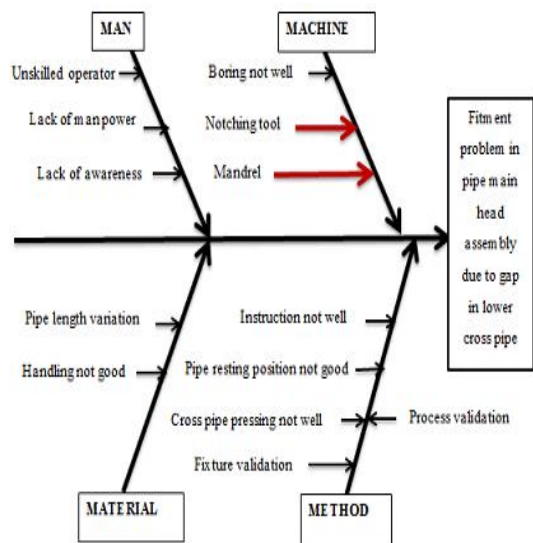 MAN
MACHINE
Unskilled operator
Lack of man power
Lack of awareness
Boring not well
Notching tool
Mandrel
Fitment
problem in
pipe main
head
assembly
due to gap
in lower
cross pipe
Pipe length variation
Handling not good
Instruction not well
Pipe resting position not good
Cross pipe pressing not well
Process validation
Fixture validation
MATERIAL
METHOD